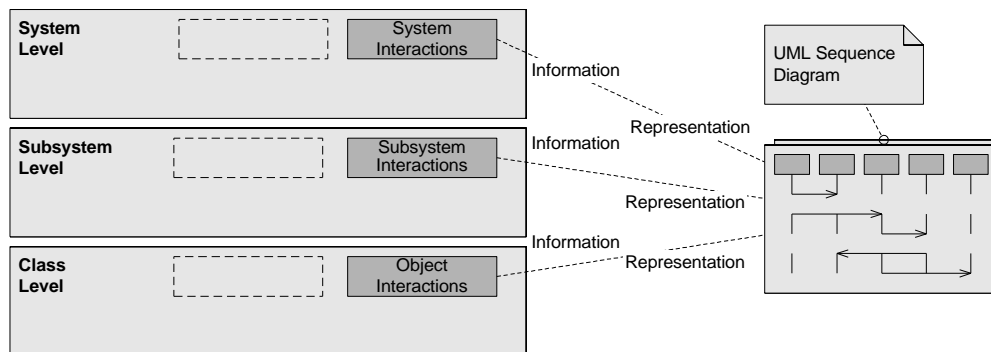 System
Level
System
Interactions
Information
Representation
UML Sequence
Diagram
Subsystem
Level
Subsystem
Interactions
Information
Representation
Class
Level
Object
Interactions
Information
Representation